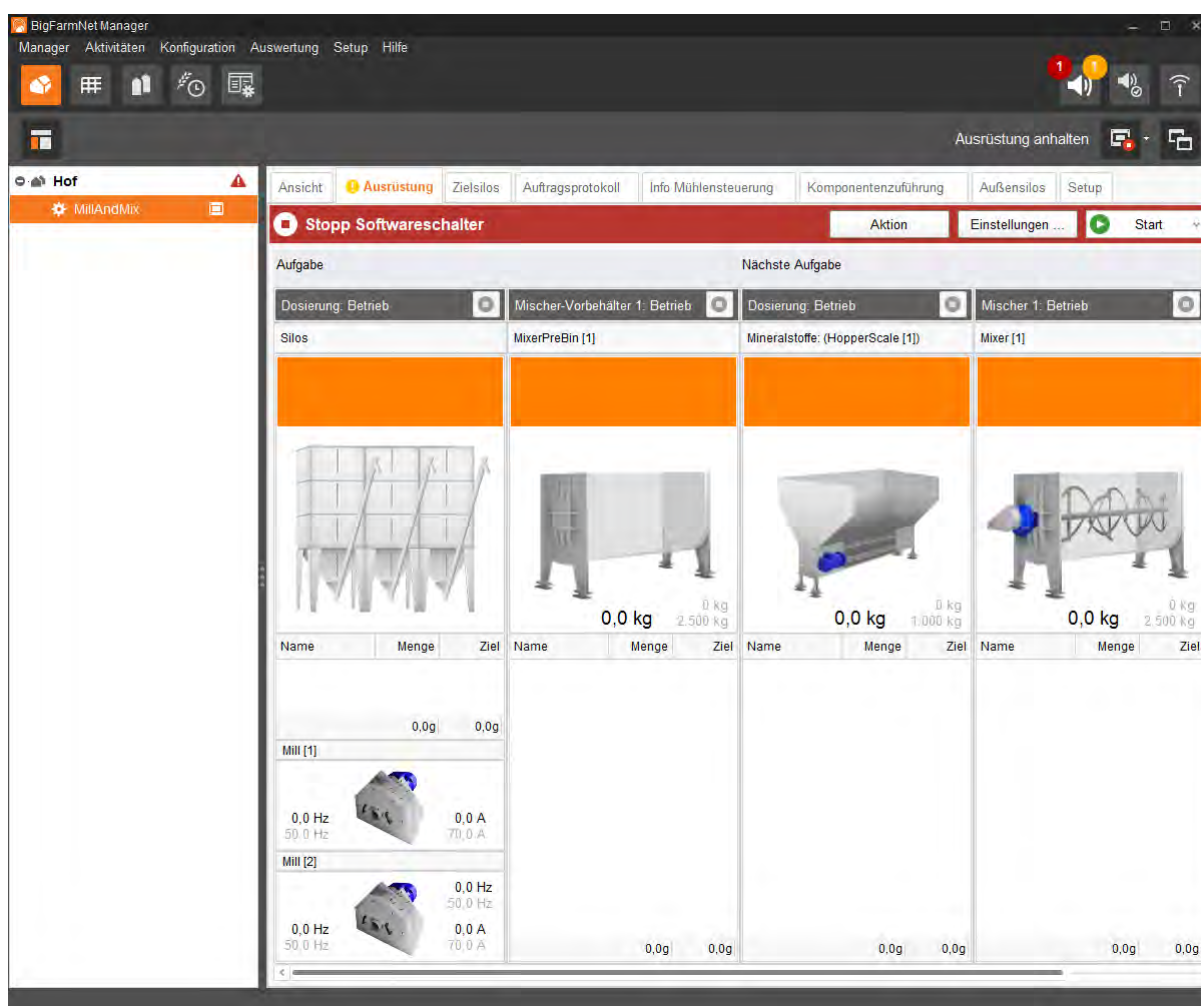 BigFarmNet Manager
Manager Aktivitäten Konfiguration Auswertung Setup Hilfe
1 1
Ausrüstung anhalten
Hof
MillAndMix
Ansicht Ausrüstung Zielsilos Auftragsprotokoll Info Mühlensteuerung Komponentenzuführung Außensilos Setup
Stopp Softwareschalter Aktion Einstellungen ... Start
Aufgabe Nächste Aufgabe
Dosierung: Betrieb Mischer-Vorbehälter 1: Betrieb Dosierung: Betrieb Mischer 1: Betrieb
Silos MixerPreBin [1] Mineralstoffe: (HopperScale [1]) Mixer [1]
0 kg 0 kg 0 kg
0,0 kg 2.500 kg 0,0 kg 1.000 kg 0,0 kg 2.500 kg
Name Menge Ziel Name Menge Ziel Name Menge Ziel Name Menge Ziel
0,0g 0,0g
Mill [1]
0,0 Hz 0,0 A
50,0 Hz 70,0 A
Mill [2]
0,0 Hz
50,0 Hz
0,0 Hz 0,0 A
50,0 Hz 70,0 A
0,0g 0,0g 0,0g 0,0g 0,0g 0,0g